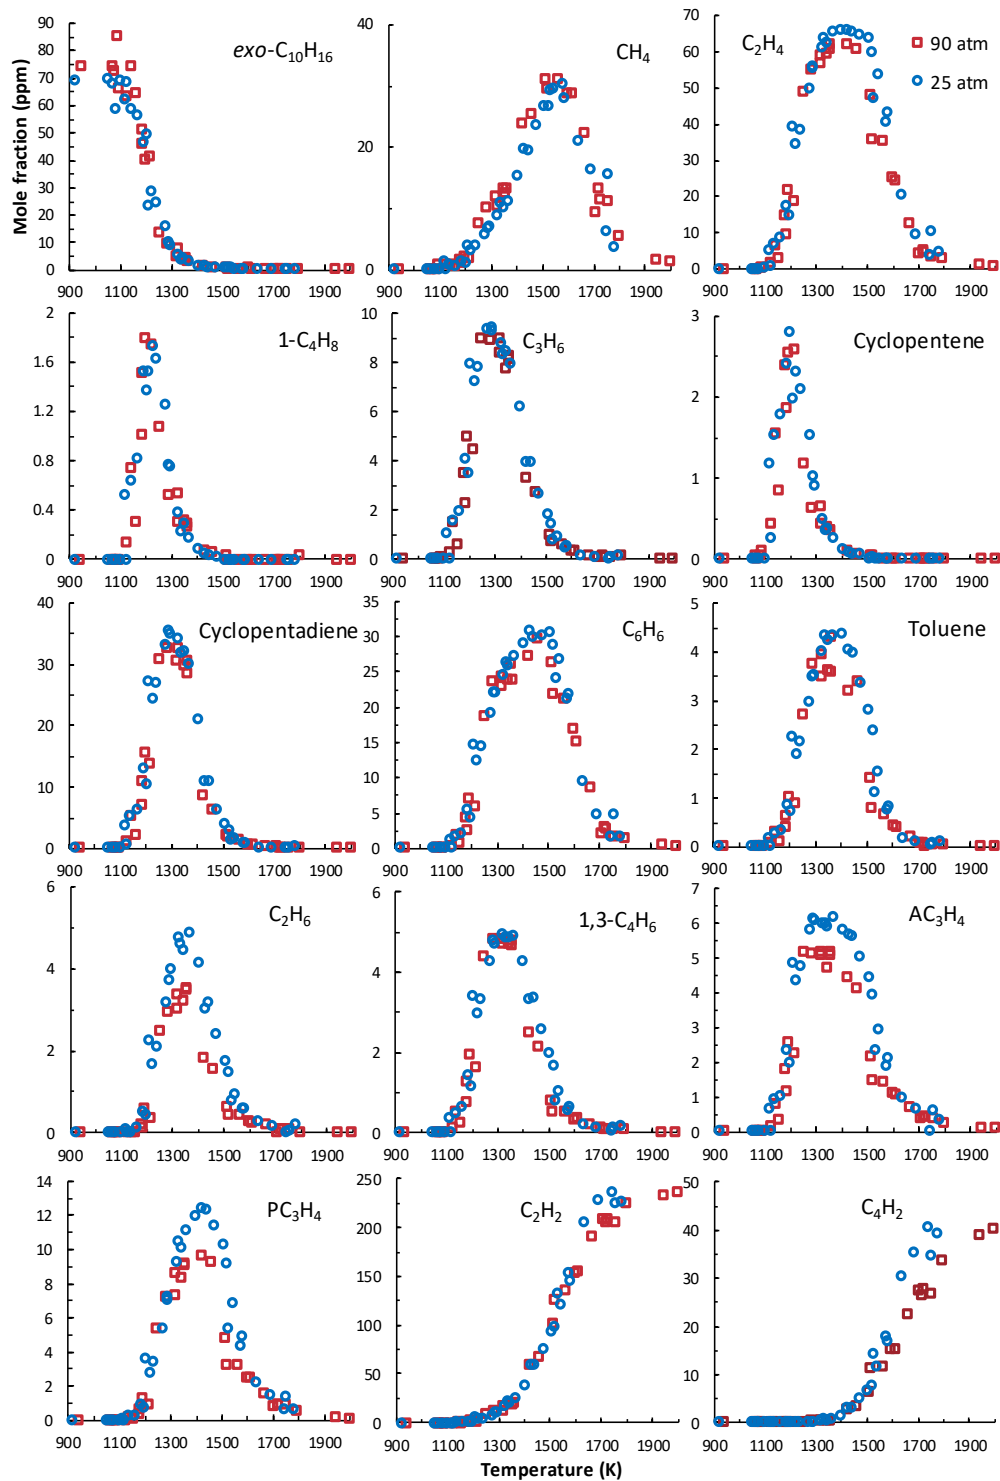 Mole fraction (ppm)
90
80
70
60
50
40
30
20
10
0
exo-C10H16
900 1100 1300 1500 1700 1900
40
20
0
CH4
900 1100 1300 1500 1700 1900
70
60
50
40
30
20
10
0
C2H4
90 atm
25 atm
900 1100 1300 1500 1700 1900
2
1.6
1.2
0.8
0.4
0
1-C4H8
900 1100 1300 1500 1700 1900
10
8
6
4
2
0
C3H6
900 1100 1300 1500 1700 1900
3
2
1
0
Cyclopentene
900 1100 1300 1500 1700 1900
40
30
20
10
0
Cyclopentadiene
900 1100 1300 1500 1700 1900
35
30
25
20
15
10
5
0
C6H6
900 1100 1300 1500 1700 1900
6
5
4
3
2
1
0
Toluene
900 1100 1300 1500 1700 1900
6
4
2
0
C2H6
900 1100 1300 1500 1700 1900
6
4
2
0
1,3-C4H6
900 1100 1300 1500 1700 1900
7
6
5
4
3
2
1
0
AC3H4
900 1100 1300 1500 1700 1900
14
12
10
8
6
4
2
0
PC3H4
900 1100 1300 1500 1700 1900
250
200
150
100
50
0
C2H2
900 1100 1300 1500 1700 1900
50
40
30
20
10
0
C4H2
900 1100 1300 1500 1700 1900
Temperature (K)